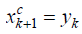 x^c_{k+1} = y_k